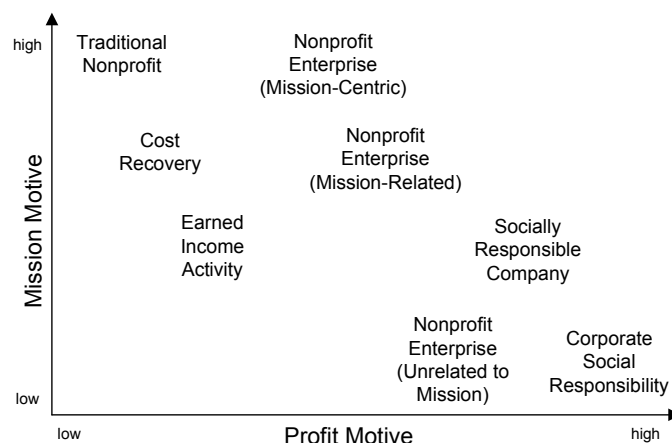 high
Traditional
Nonprofit
Nonprofit
Enterprise
(Mission-Centric)
Cost
Recovery
Nonprofit
Enterprise
(Mission-Related)
Earned
Income
Activity
Socially
Responsible
Company
Nonprofit
Enterprise
(Unrelated to
Mission)
Corporate
Social
Responsibility
Mission Motive
low
low
Profit Motive
high